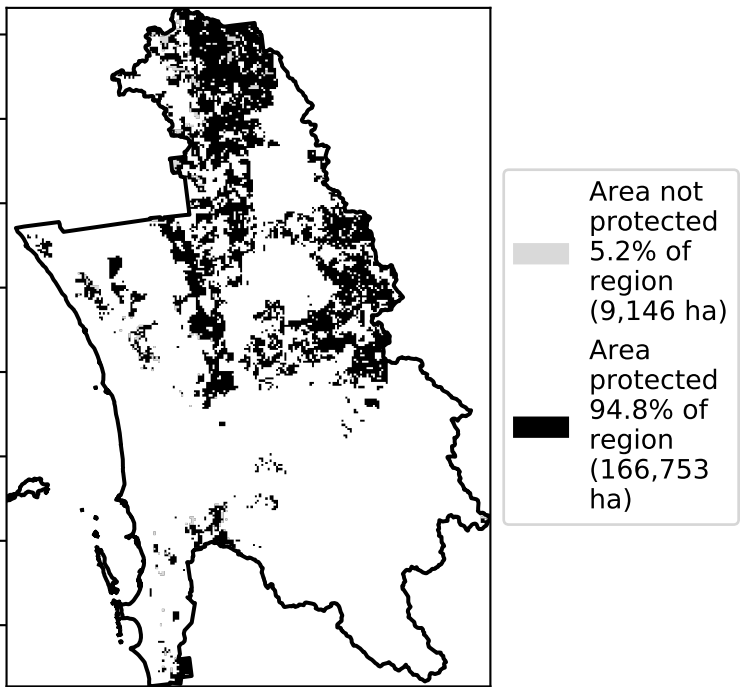 Area not
protected
5.2% of
region
(9,146 ha)
Area
protected
94.8% of
region
(166,753
ha)